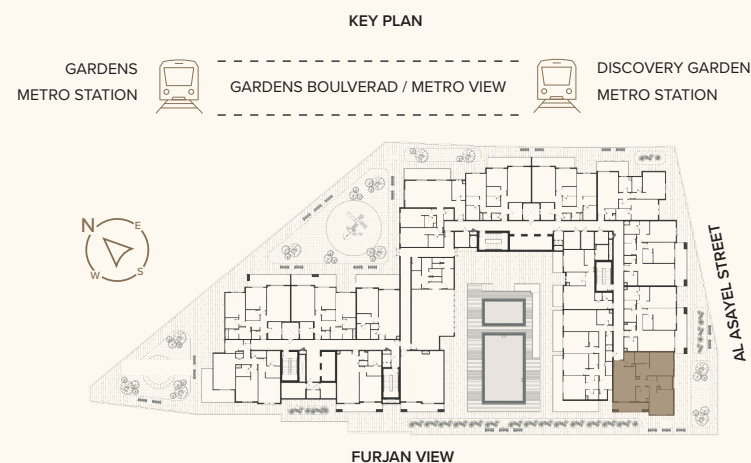 KEY PLAN
GARDENS
METRO STATION
GARDENS BOULVERAD / METRO VIEW
DISCOVERY GARDEN
METRO STATION
N
E
W
S
AL ASAYEL STREET
FURJAN VIEW